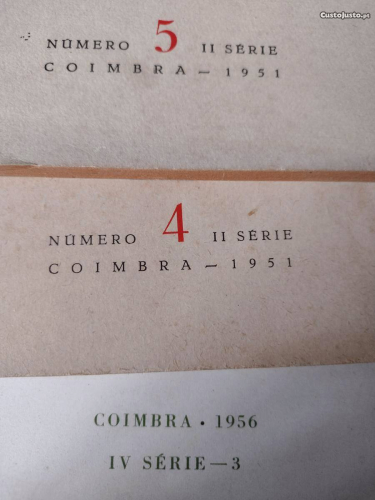 CustoJusto.pt
NÚMERO 5 II SÉRIE
COIMBRA — 1951
NÚMERO 4 II SÉRIE
COIMBRA — 1951
COIMBRA • 1956
IV SÉRIE — 3